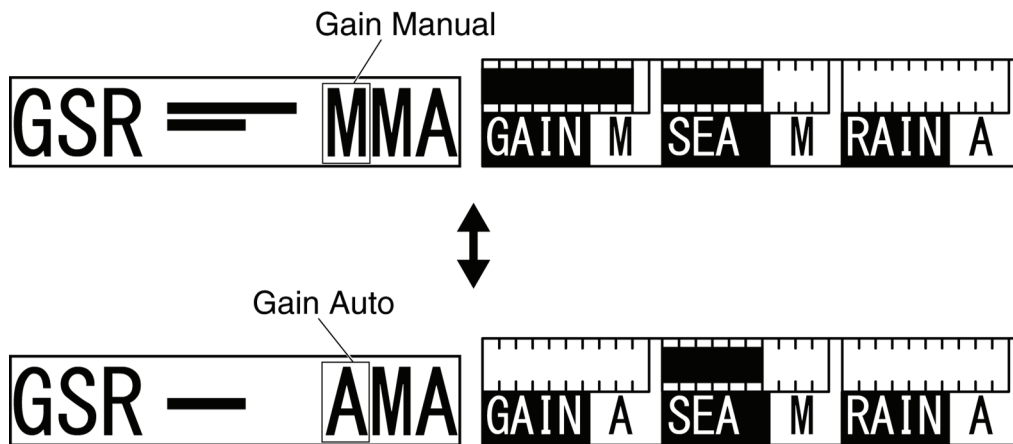 Gain Manual
GSR MMA GAIN M SEA M RAIN A
Gain Auto
GSR AMA GAIN A SEA M RAIN A